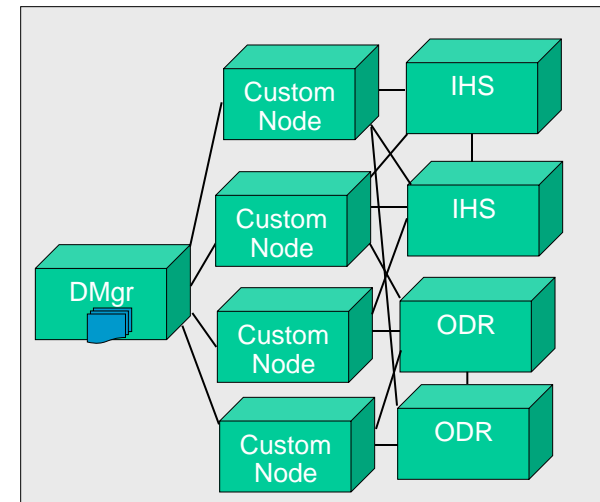 Custom
Node
IHS
Custom
Node
IHS
DMgr
Custom
Node
ODR
Custom
Node
ODR